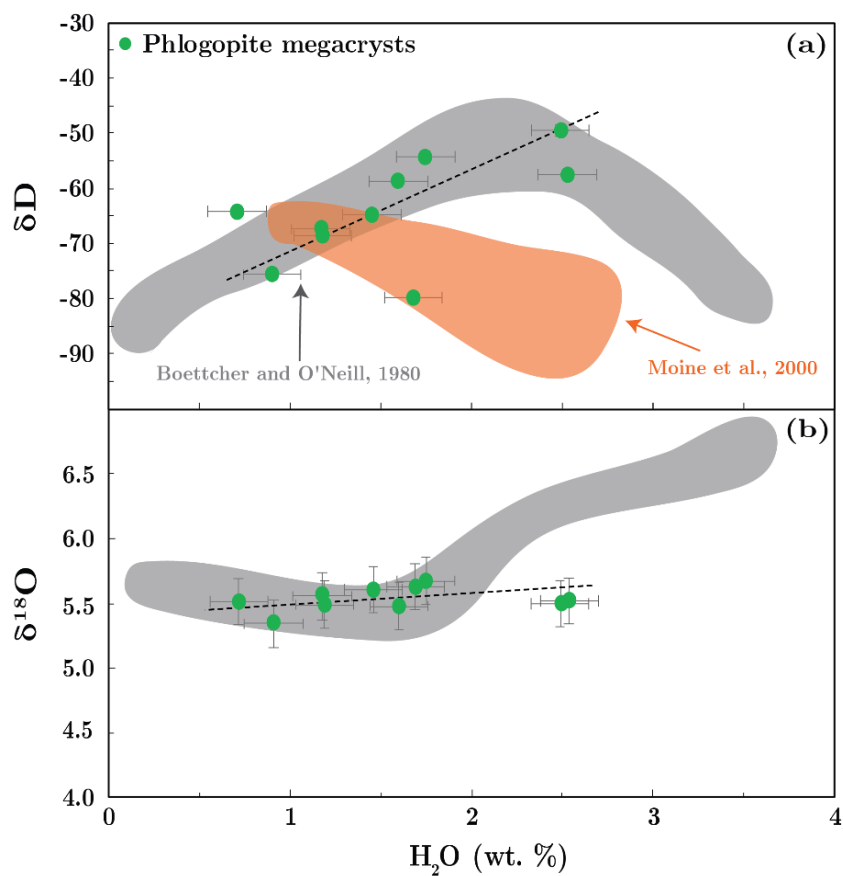 -30
Phlogopite megacrysts
(a)
-40
-50
-60
-70
-80
-90
δD
Boettcher and O'Neill, 1980
Moine et al., 2000
(b)
6.5
6.0
5.5
5.0
4.5
4.0
δ¹⁸O
0 1 2 3 4
H₂O (wt. %)